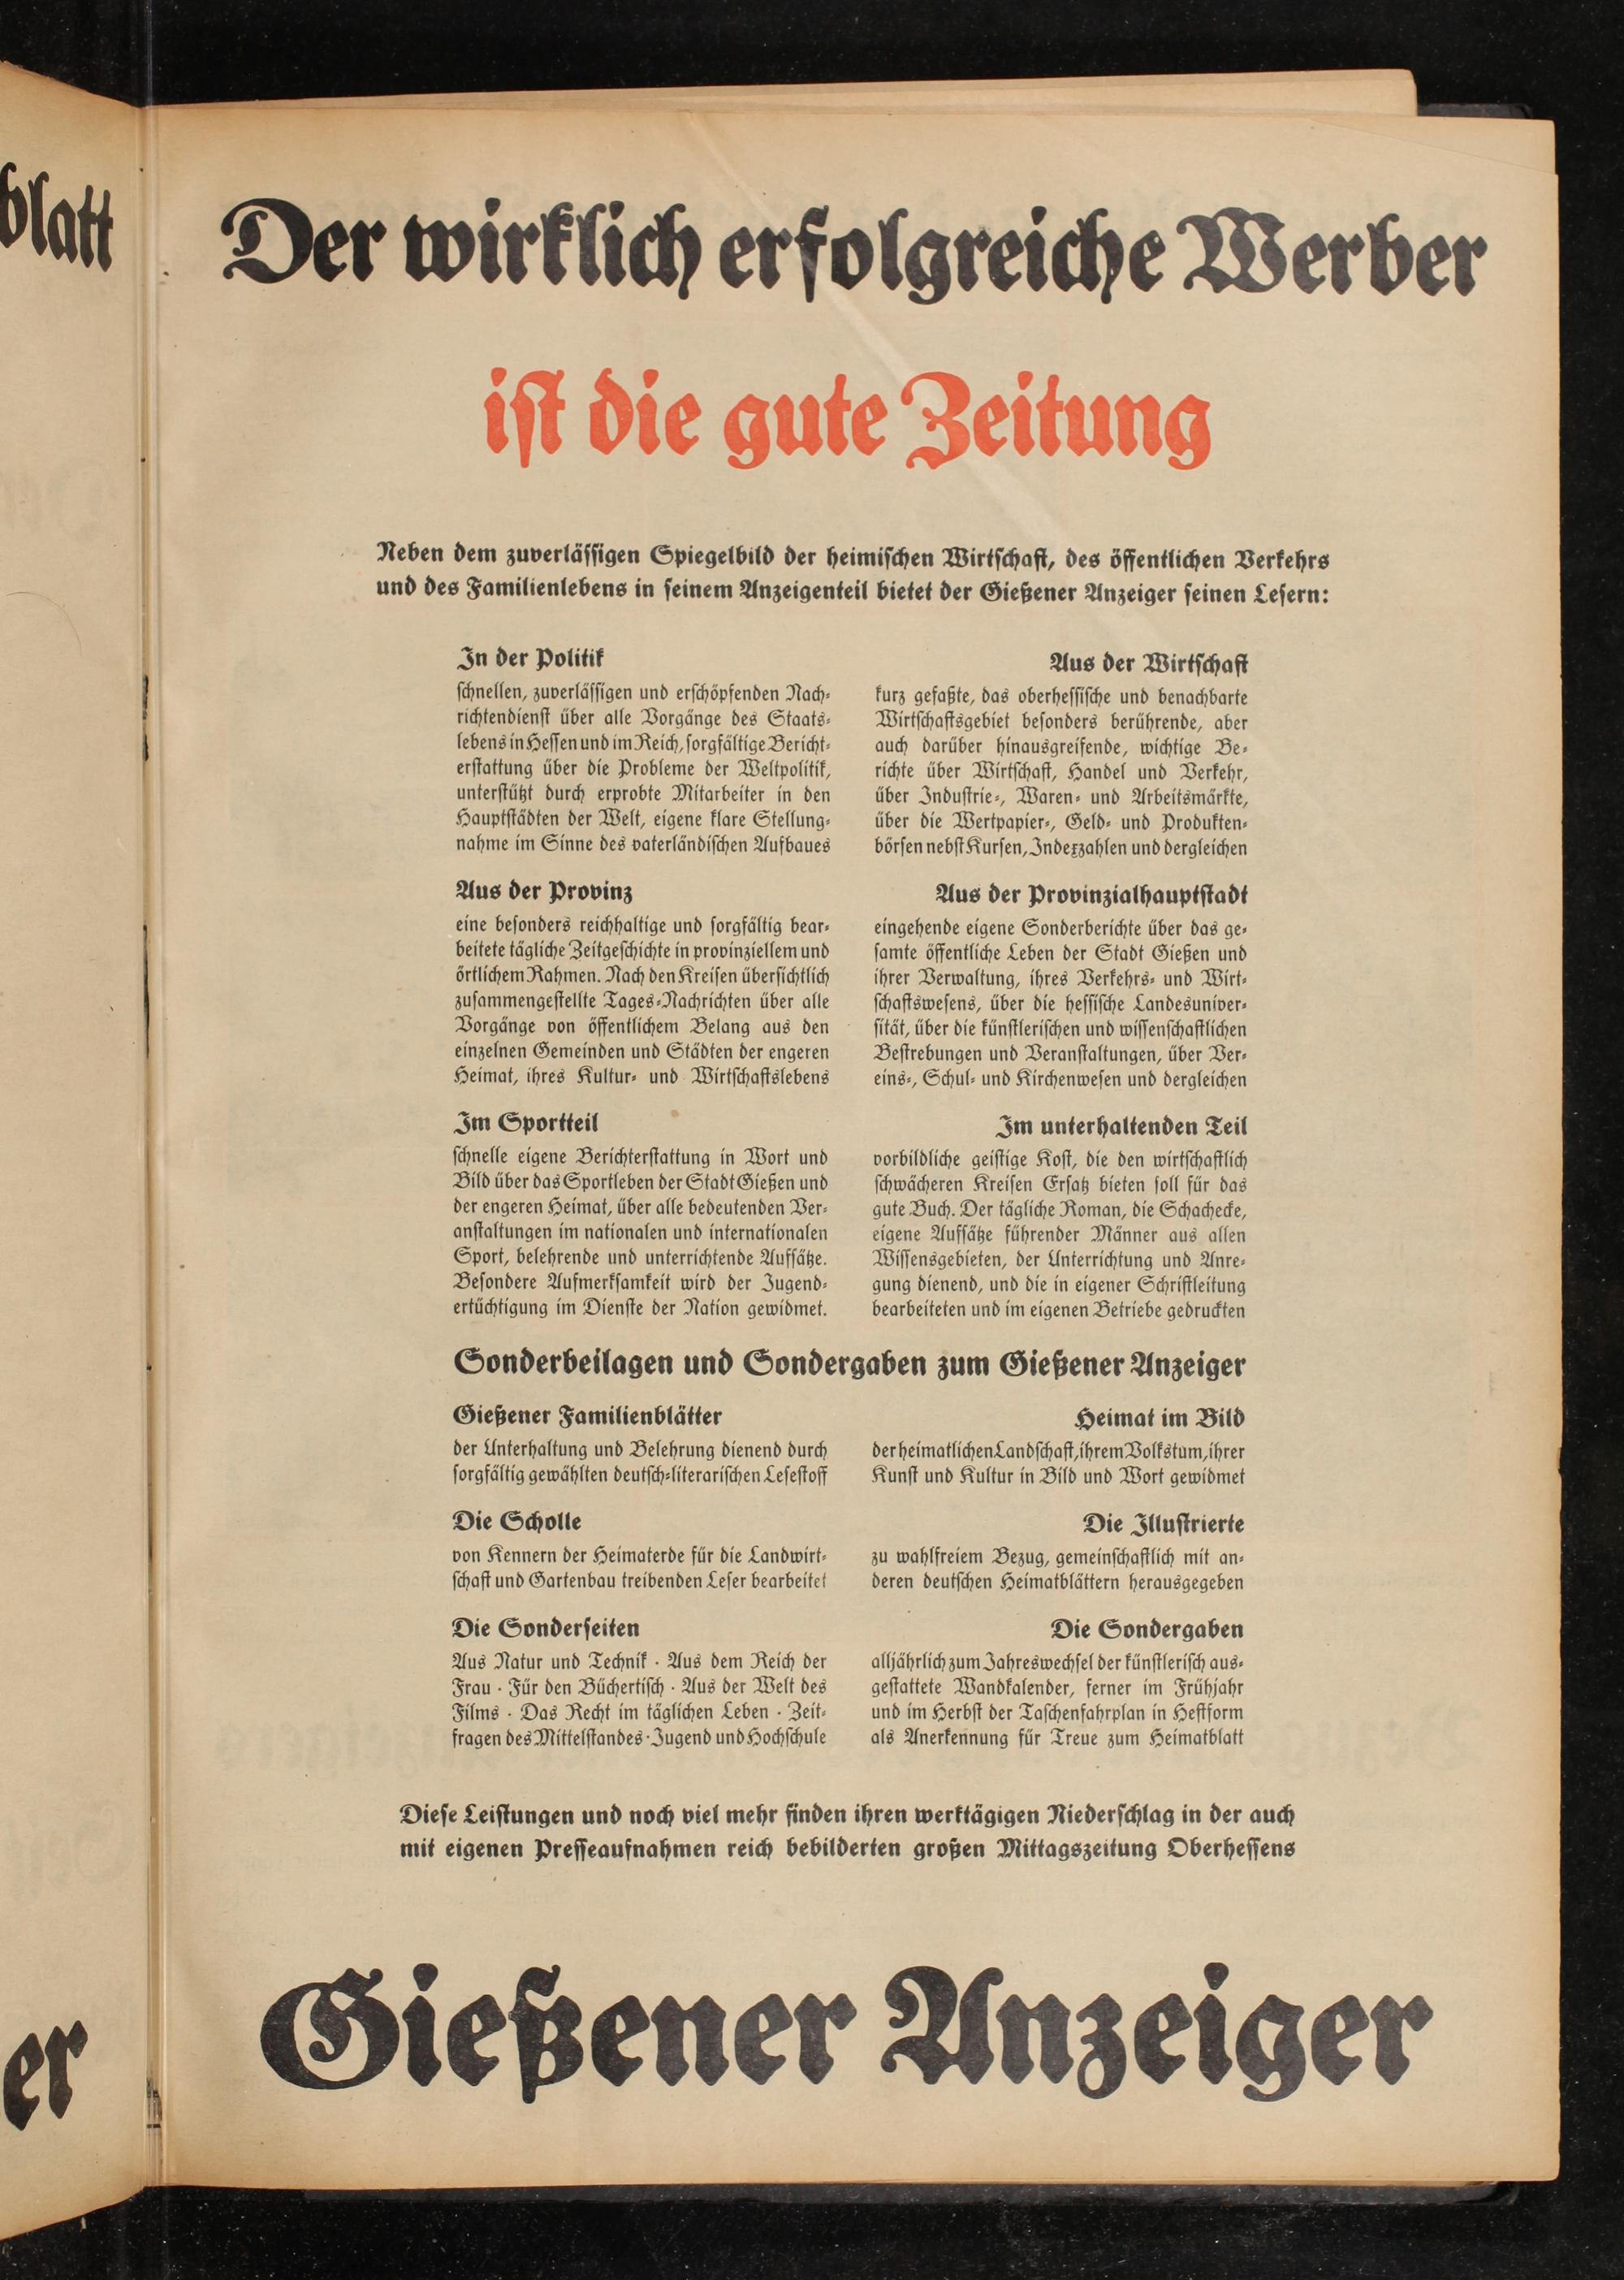 blatt
er
Der wirklich erfolgreiche Werber
ist die gute Zeitung
Neben dem zuverlässigen Spiegelbild der heimischen Wirtschaft, des öffentlichen Verkehrs
und des Familienlebens in seinem Anzeigenteil bietet der Gießener Anzeiger seinen Lesern:
In der Politik
schnellen, zuverlässigen und erschöpfenden Nach-
richtendienst über alle Vorgänge des Staats-
lebens in Hessen und im Reich, sorgfältige Bericht-
erstattung über die Probleme der Weltpolitik,
unterstützt durch erprobte Mitarbeiter in den
Hauptstädten der Welt, eigene klare Stellung-
nahme im Sinne des vaterländischen Aufbaues
Aus der Wirtschaft
kurz gefaßte, das oberhessische und benachbarte
Wirtschaftsgebiet besonders berührende, aber
auch darüber hinausgreifende, wichtige Be-
richte über Wirtschaft, Handel und Verkehr,
über Industrie-, Waren- und Arbeitsmärkte,
über die Wertpapier-, Geld- und Produkten-
börsen nebst Kursen, Indexzahlen und dergleichen
Aus der Provinz
eine besonders reichhaltige und sorgfältig bear-
beitete tägliche Zeitgeschichte in provinziellem und
örtlichem Rahmen. Nach den Kreisen übersichtlich
zusammengestellte Tages-Nachrichten über alle
Vorgänge von öffentlichem Belang aus den
einzelnen Gemeinden und Städten der engeren
Heimat, ihres Kultur- und Wirtschaftslebens
Aus der Provinzialhauptstadt
eingehende eigene Sonderberichte über das ge-
samte öffentliche Leben der Stadt Gießen und
ihrer Verwaltung, ihres Verkehrs- und Wirt-
schaftswesens, über die hessische Landesuniver-
sität, über die künstlerischen und wissenschaftlichen
Bestrebungen und Veranstaltungen, über Ver-
eins-, Schul- und Kirchenwesen und dergleichen
Im Sportteil
schnelle eigene Berichterstattung in Wort und
Bild über das Sportleben der Stadt Gießen und
der engeren Heimat, über alle bedeutenden Ver-
anstaltungen im nationalen und internationalen
Sport, belehrende und unterrichtende Aufsätze.
Besondere Aufmerksamkeit wird der Jugend-
ertüchtigung im Dienste der Nation gewidmet.
Im unterhaltenden Teil
vorbildliche geistige Kost, die den wirtschaftlich
schwächeren Kreisen Ersatz bieten soll für das
gute Buch. Der tägliche Roman, die Schachecke,
eigene Aufsätze führender Männer aus allen
Wissensgebieten, der Unterrichtung und Anre-
gung dienend, und die in eigener Schriftleitung
bearbeiteten und im eigenen Betriebe gedruckten
Sonderbeilagen und Sondergaben zum Gießener Anzeiger
Gießener Familienblätter
der Unterhaltung und Belehrung dienend durch
sorgfältig gewählten deutsch-literarischen Lesestoff
Heimat im Bild
der heimatlichen Landschaft, ihrem Volkstum, ihrer
Kunst und Kultur in Bild und Wort gewidmet
Die Scholle
von Kennern der Heimaterde für die Landwirt-
schaft und Gartenbau treibenden Leser bearbeitet
Die Illustrierte
zu wahlfreiem Bezug, gemeinschaftlich mit an-
deren deutschen Heimatblättern herausgegeben
Die Sonderseiten
Aus Natur und Technik · Aus dem Reich der
Frau · Für den Büchertisch · Aus der Welt des
Films · Das Recht im täglichen Leben · Zeit-
fragen des Mittelstandes · Jugend und Hochschule
Die Sondergaben
alljährlich zum Jahreswechsel der künstlerisch aus-
gestattete Wandkalender, ferner im Frühjahr
und im Herbst der Taschenfahrplan in Heftform
als Anerkennung für Treue zum Heimatblatt
Diese Leistungen und noch viel mehr finden ihren werktägigen Niederschlag in der auch
mit eigenen Presseaufnahmen reich bebilderten großen Mittagszeitung Oberhessens
Gießener Anzeiger